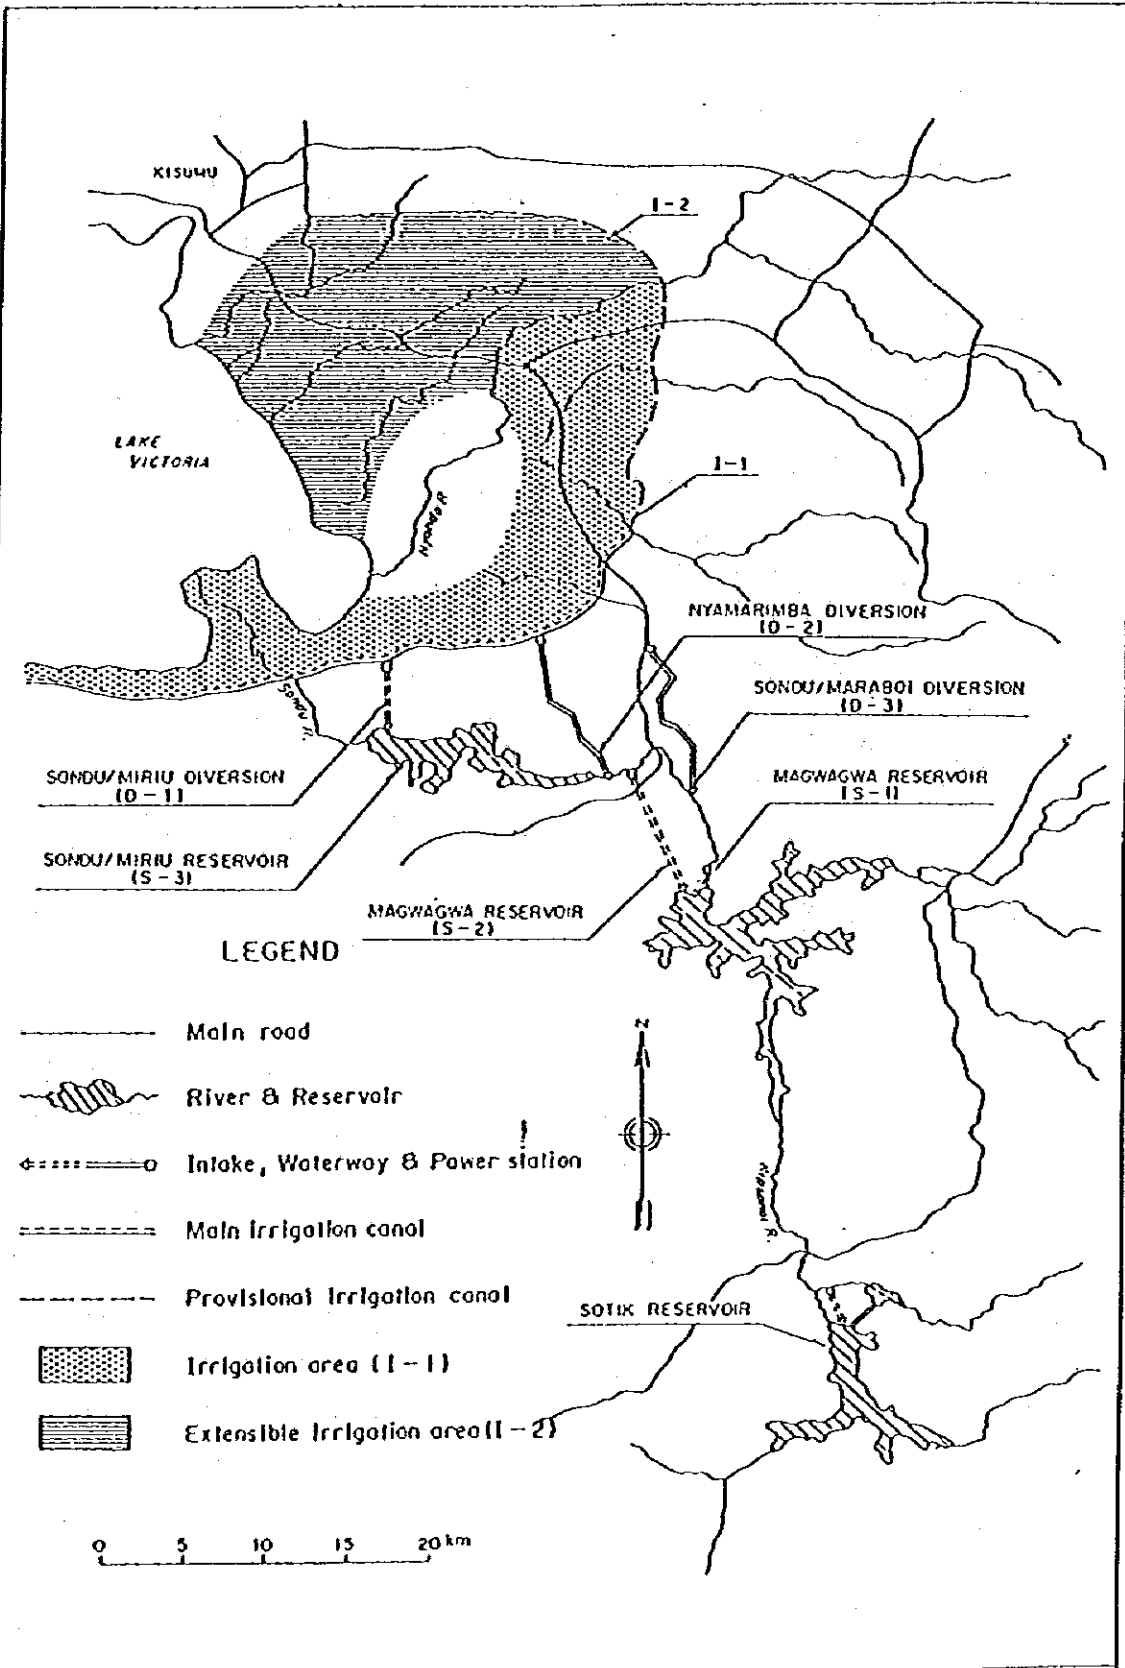 KISUMU
I-2
LAKE
VICTORIA
I-1
Nyando R.
NYAMARIMBA DIVERSION
(D-2)
SONDU/MARABOI DIVERSION
(D-3)
Sondu R.
SONDU/MIRIU DIVERSION
(D-1)
MAGWAGWA RESERVOIR
(S-1)
SONDU/MIRIU RESERVOIR
(S-3)
MAGWAGWA RESERVOIR
(S-2)
LEGEND
Main road
River & Reservoir
Intake, Waterway & Power station
Main irrigation canal
Provisional irrigation canal
Irrigation area (I-1)
Extensible irrigation area (I-2)
N
R.
SOTIK RESERVOIR
0 5 10 15 20 km